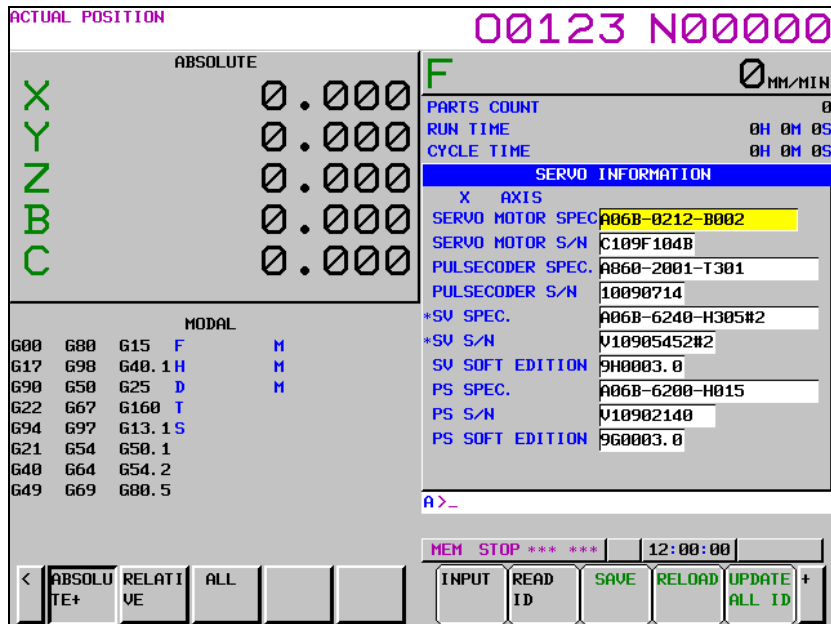 ACTUAL POSITION
O0123 N00000
ABSOLUTE
X 0.000
Y 0.000
Z 0.000
B 0.000
C 0.000
MODAL
G00 G80 G15 F M
G17 G98 G40.1 H M
G90 G50 G25 D M
G22 G67 G160 T
G94 G97 G13.1 S
G21 G54 G50.1
G40 G64 G54.2
G49 G69 G80.5
F 0 MM/MIN
PARTS COUNT 0
RUN TIME 0H 0M 0S
CYCLE TIME 0H 0M 0S
SERVO INFORMATION
X AXIS
SERVO MOTOR SPEC A06B-0212-B002
SERVO MOTOR S/N C109F104B
PULSECODER SPEC. A860-2001-T301
PULSECODER S/N 10090714
*SV SPEC. A06B-6240-H305#2
*SV S/N V10905452#2
SV SOFT EDITION 9H0003.0
PS SPEC. A06B-6200-H015
PS S/N V10902140
PS SOFT EDITION 9G0003.0
A>_
MEM STOP *** *** 12:00:00
< ABSOLU RELATI ALL
TE+ VE
INPUT READ SAVE RELOAD UPDATE +
ID ALL ID